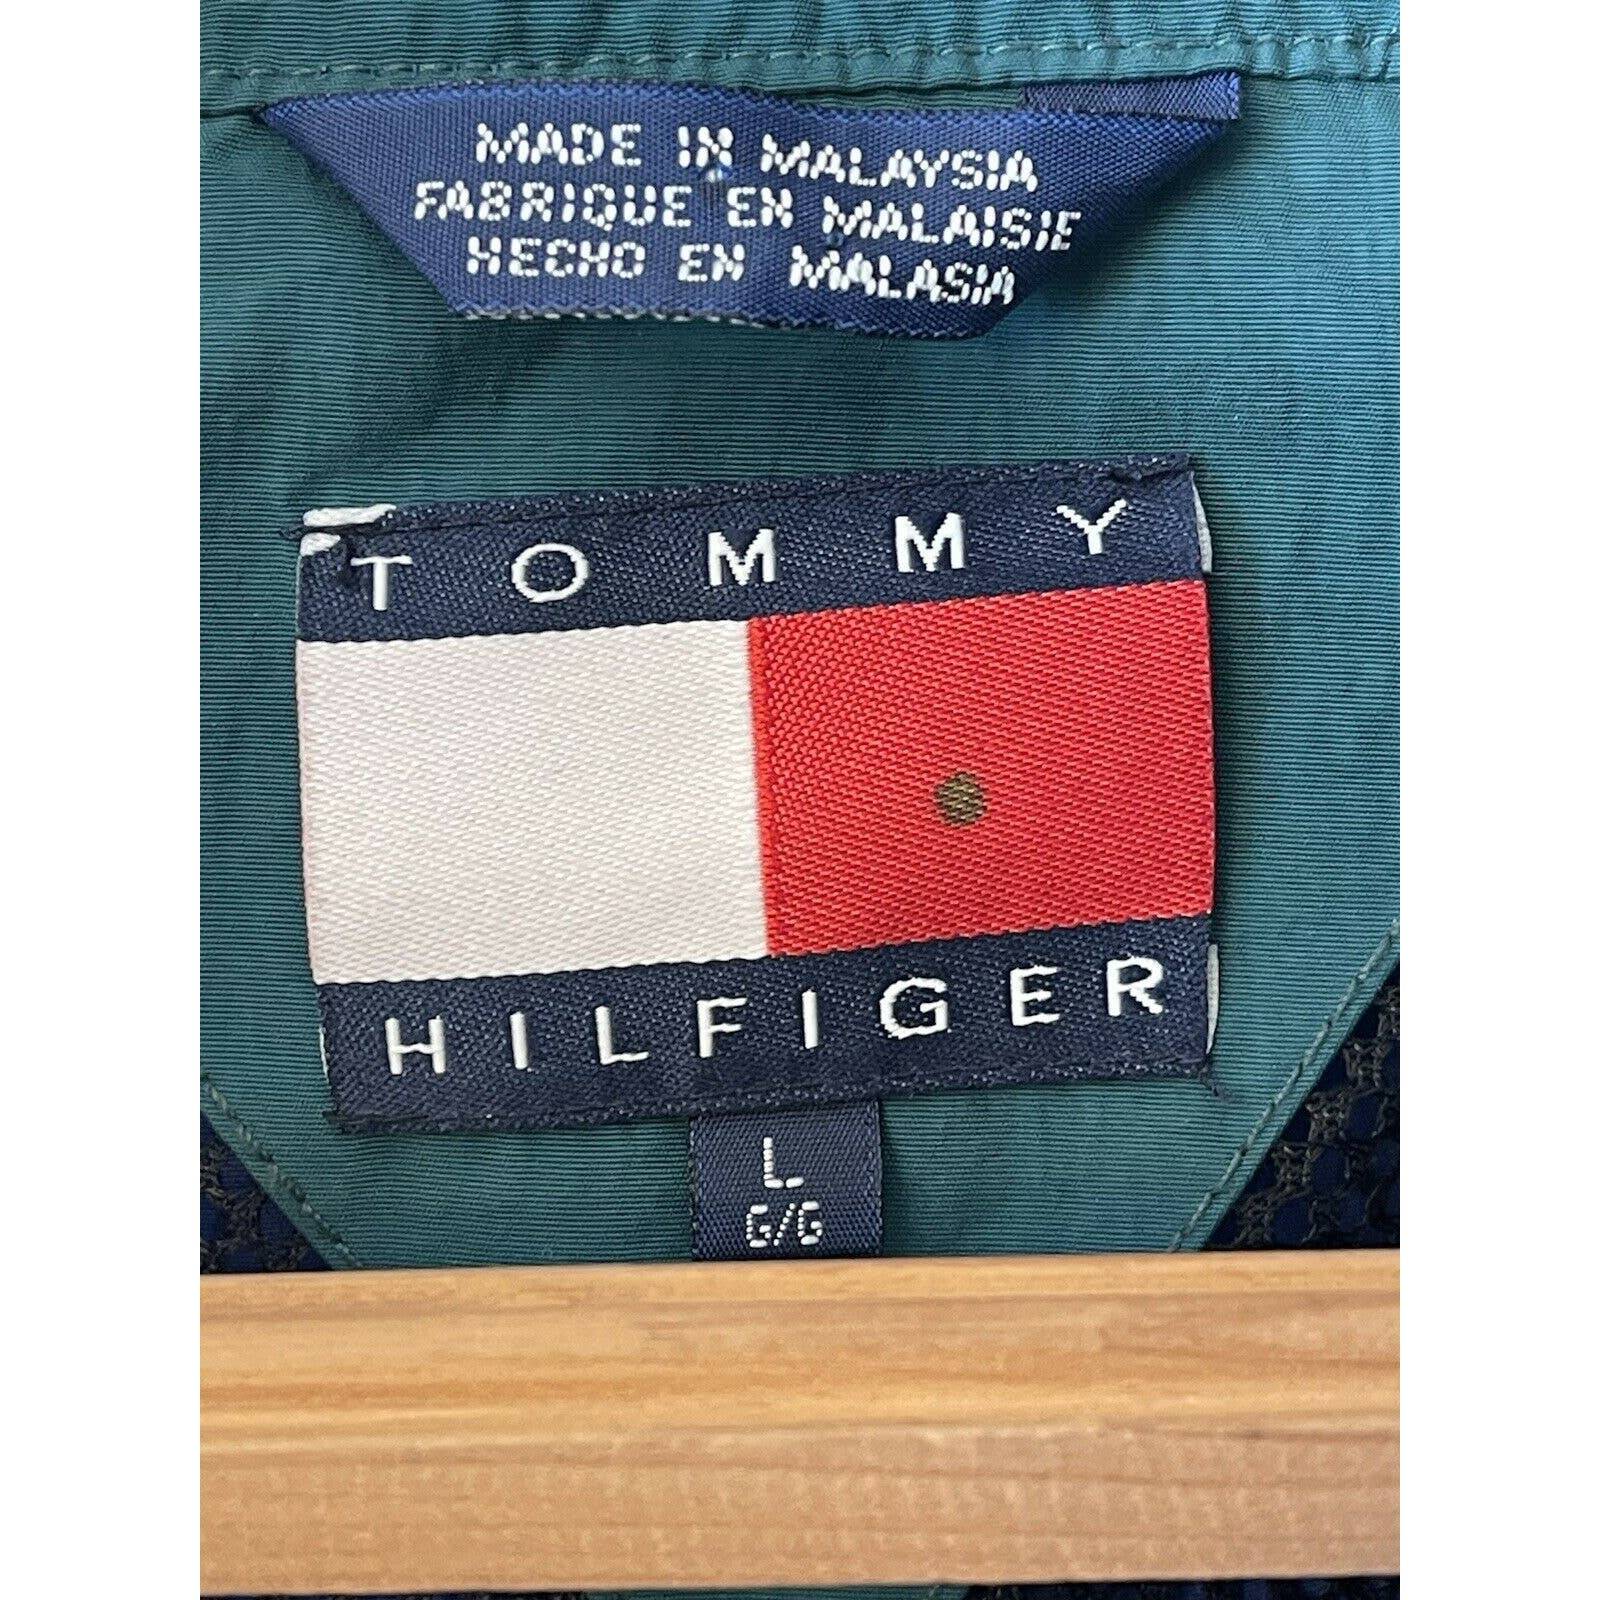 MADE IN MALAYSIA
FABRIQUE EN MALAISIE
HECHO EN MALASIA
TOMMY
HILFIGER
L
G/G